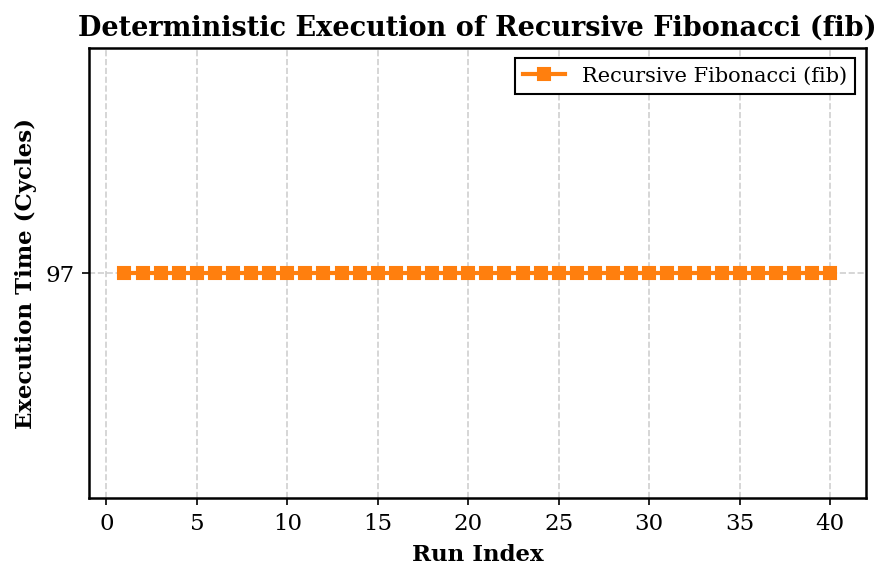 Deterministic Execution of Recursive Fibonacci (fib)
Recursive Fibonacci (fib)
Execution Time (Cycles)
97
0 5 10 15 20 25 30 35 40
Run Index